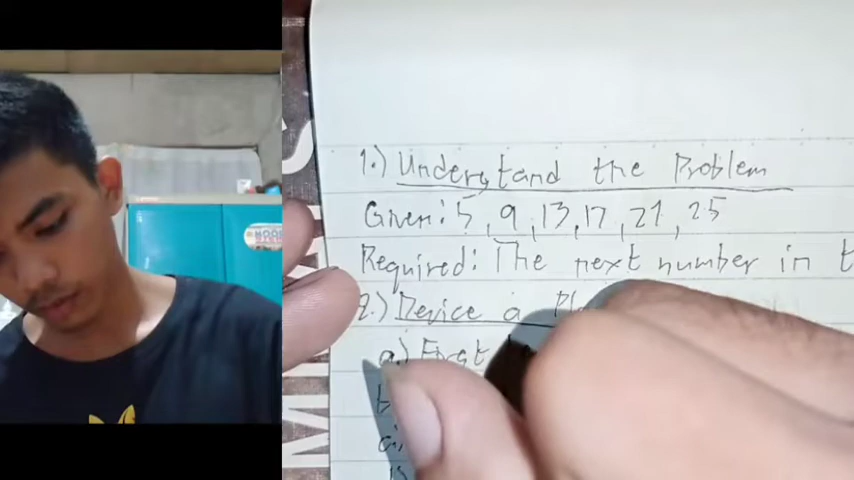 1.) Understand the Problem
Given: 5, 9, 13, 17, 21, 25
Required: The next number in t
2.) Device a
a.) First